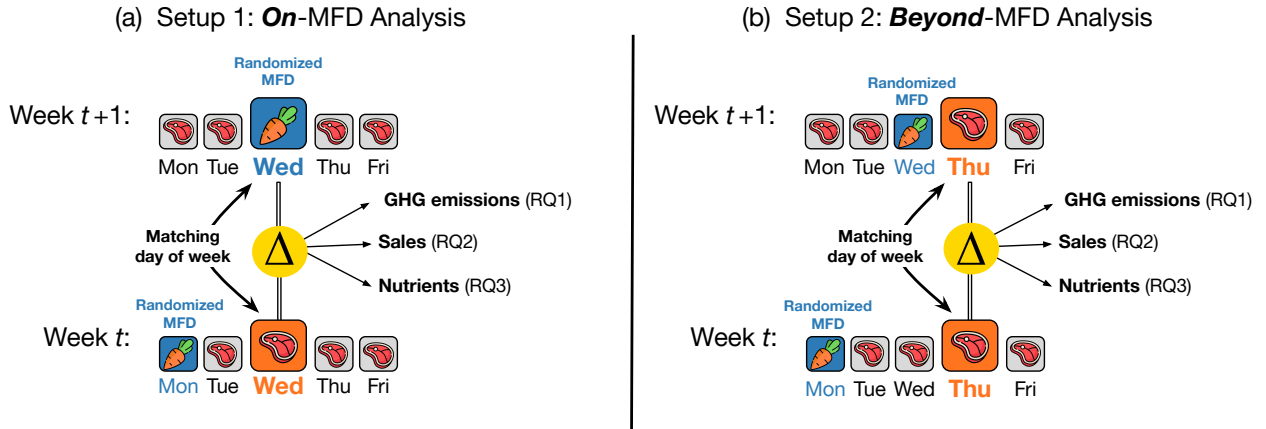 (a) Setup 1: On-MFD Analysis
Randomized
MFD
Week t+1:
Mon Tue Wed Thu Fri
GHG emissions (RQ1)
Matching
day of week
Δ
Sales (RQ2)
Nutrients (RQ3)
Randomized
MFD
Week t:
Mon Tue Wed Thu Fri
(b) Setup 2: Beyond-MFD Analysis
Randomized
MFD
Week t+1:
Mon Tue Wed Thu Fri
GHG emissions (RQ1)
Matching
day of week
Δ
Sales (RQ2)
Nutrients (RQ3)
Randomized
MFD
Week t:
Mon Tue Wed Thu Fri